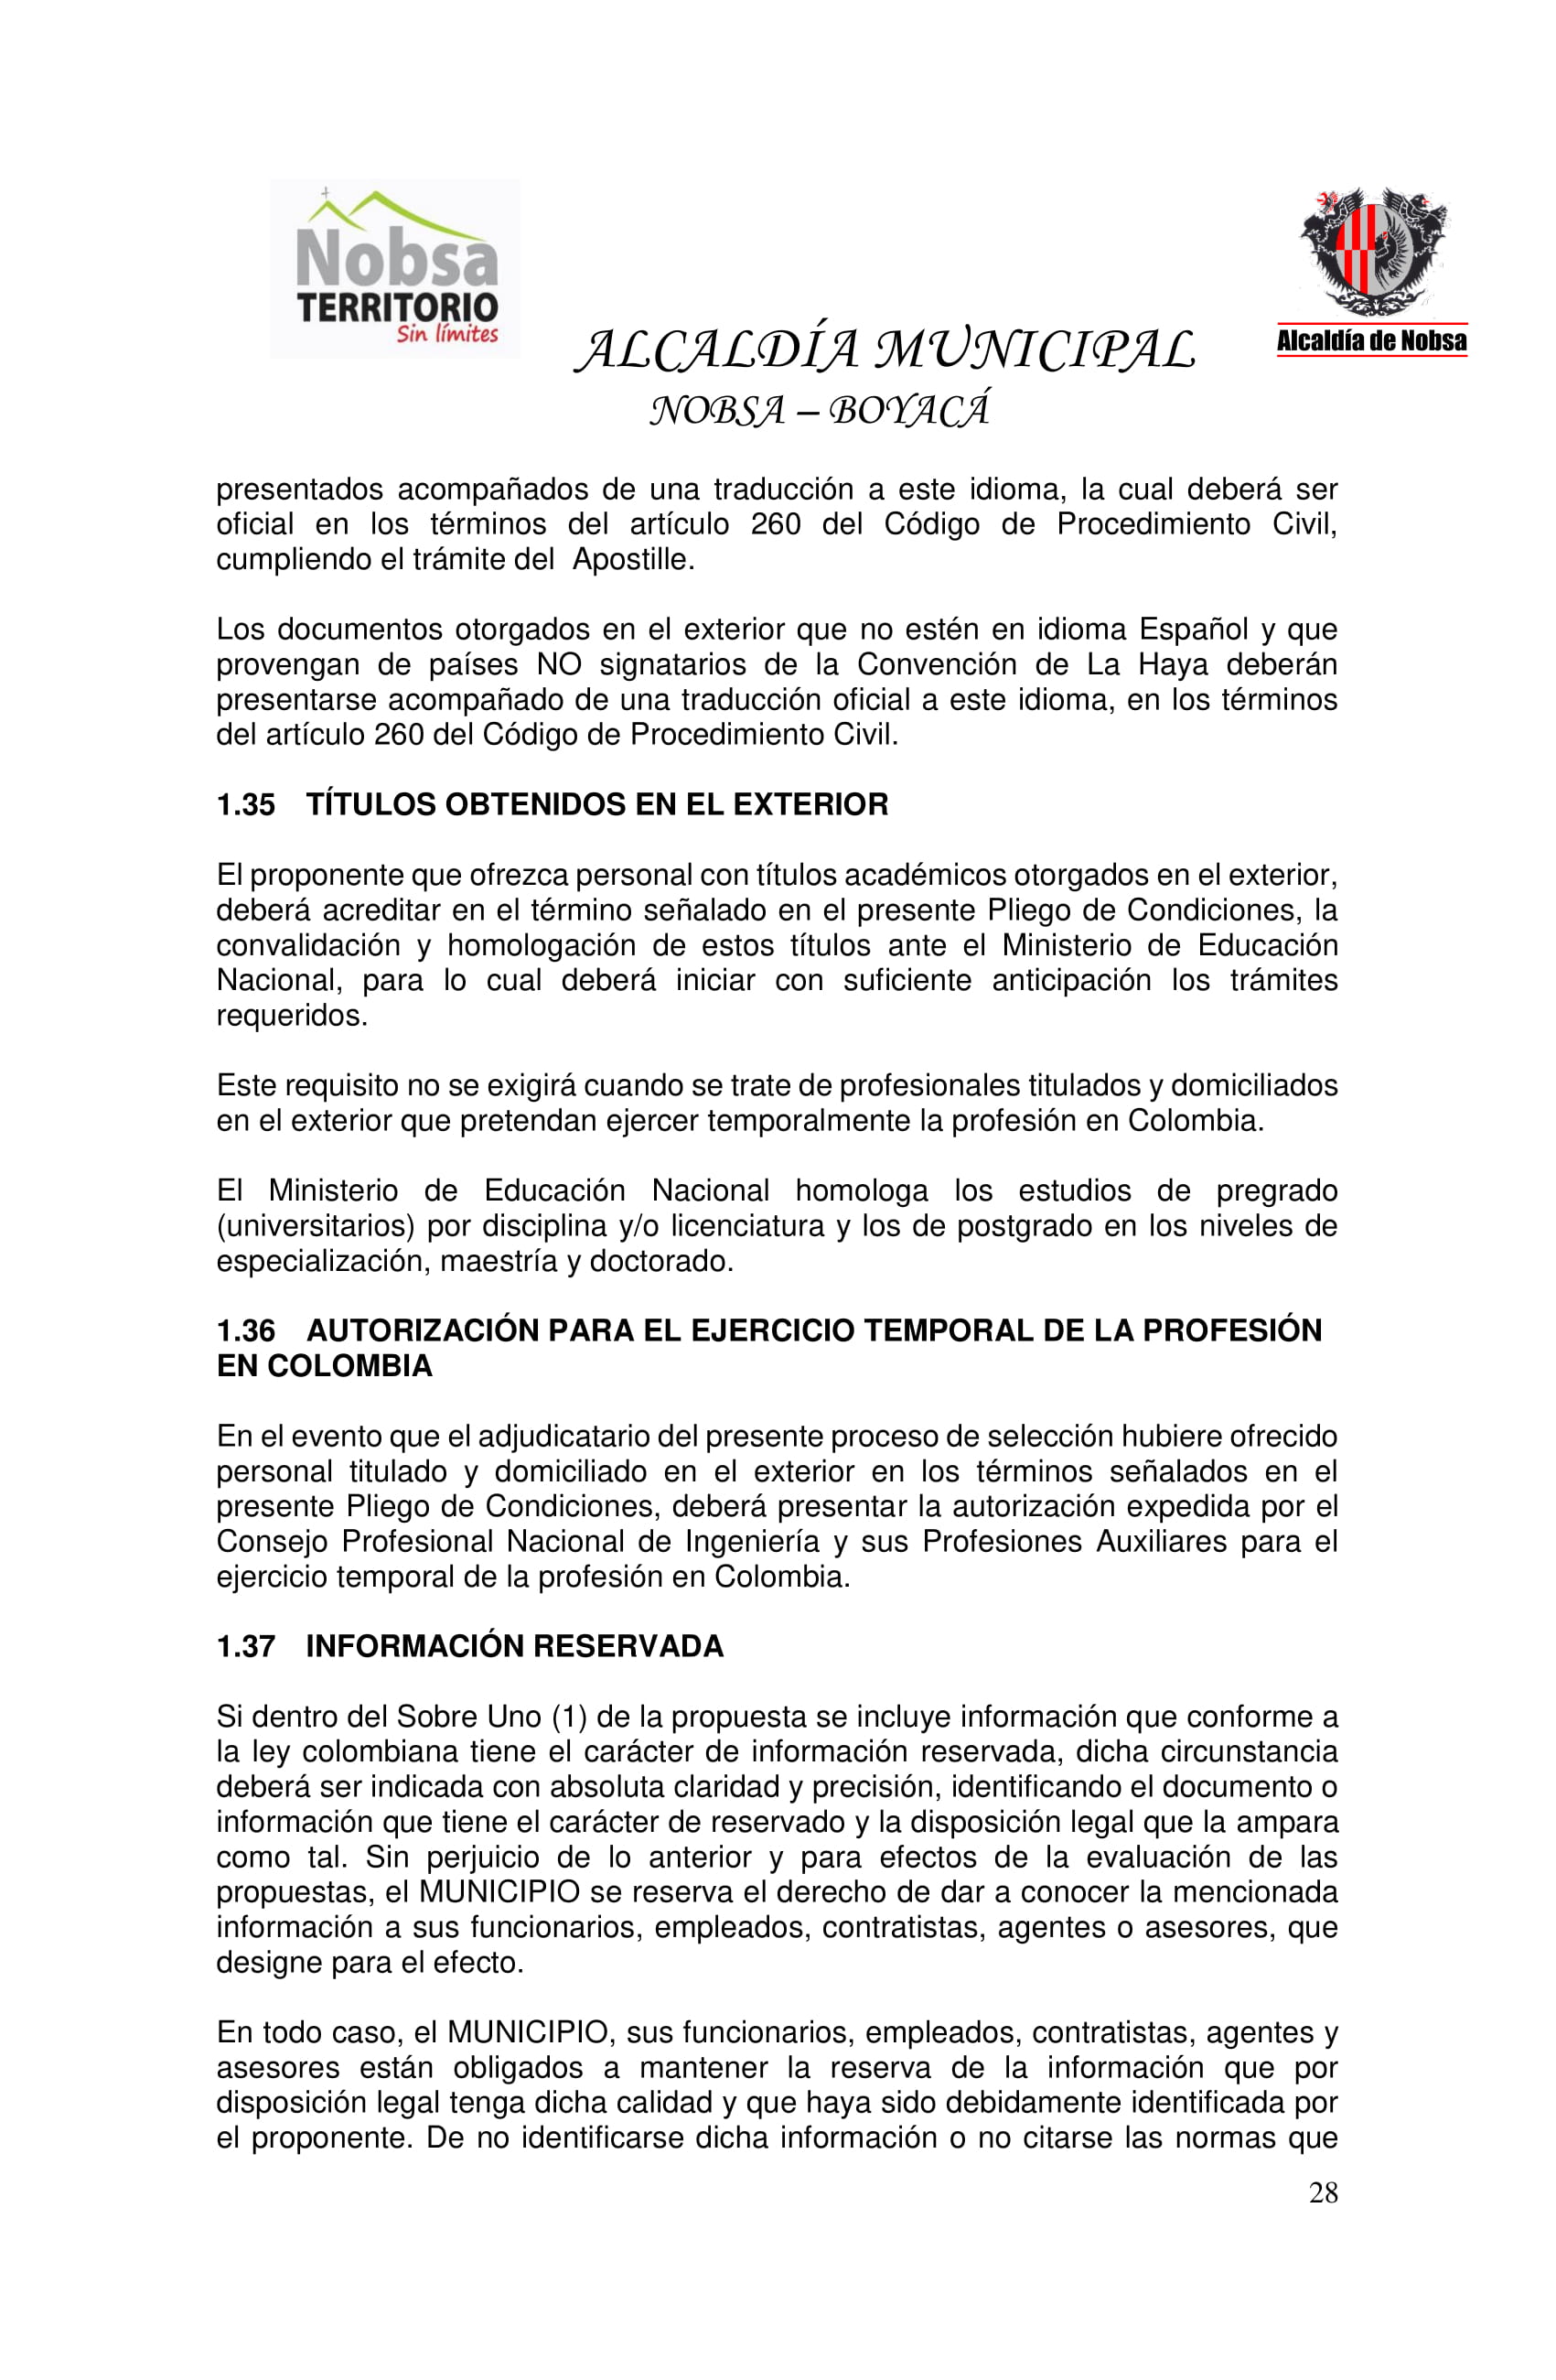 Nobsa
TERRITORIO
Sin límites
Alcaldía de Nobsa
ALCALDÍA MUNICIPAL
NOBSA – BOYACÁ
presentados acompañados de una traducción a este idioma, la cual deberá ser
oficial en los términos del artículo 260 del Código de Procedimiento Civil,
cumpliendo el trámite del  Apostille.
Los documentos otorgados en el exterior que no estén en idioma Español y que
provengan de países NO signatarios de la Convención de La Haya deberán
presentarse acompañado de una traducción oficial a este idioma, en los términos
del artículo 260 del Código de Procedimiento Civil.
1.35 TÍTULOS OBTENIDOS EN EL EXTERIOR
El proponente que ofrezca personal con títulos académicos otorgados en el exterior,
deberá acreditar en el término señalado en el presente Pliego de Condiciones, la
convalidación y homologación de estos títulos ante el Ministerio de Educación
Nacional, para lo cual deberá iniciar con suficiente anticipación los trámites
requeridos.
Este requisito no se exigirá cuando se trate de profesionales titulados y domiciliados
en el exterior que pretendan ejercer temporalmente la profesión en Colombia.
El Ministerio de Educación Nacional homologa los estudios de pregrado
(universitarios) por disciplina y/o licenciatura y los de postgrado en los niveles de
especialización, maestría y doctorado.
1.36 AUTORIZACIÓN PARA EL EJERCICIO TEMPORAL DE LA PROFESIÓN
EN COLOMBIA
En el evento que el adjudicatario del presente proceso de selección hubiere ofrecido
personal titulado y domiciliado en el exterior en los términos señalados en el
presente Pliego de Condiciones, deberá presentar la autorización expedida por el
Consejo Profesional Nacional de Ingeniería y sus Profesiones Auxiliares para el
ejercicio temporal de la profesión en Colombia.
1.37 INFORMACIÓN RESERVADA
Si dentro del Sobre Uno (1) de la propuesta se incluye información que conforme a
la ley colombiana tiene el carácter de información reservada, dicha circunstancia
deberá ser indicada con absoluta claridad y precisión, identificando el documento o
información que tiene el carácter de reservado y la disposición legal que la ampara
como tal. Sin perjuicio de lo anterior y para efectos de la evaluación de las
propuestas, el MUNICIPIO se reserva el derecho de dar a conocer la mencionada
información a sus funcionarios, empleados, contratistas, agentes o asesores, que
designe para el efecto.
En todo caso, el MUNICIPIO, sus funcionarios, empleados, contratistas, agentes y
asesores están obligados a mantener la reserva de la información que por
disposición legal tenga dicha calidad y que haya sido debidamente identificada por
el proponente. De no identificarse dicha información o no citarse las normas que
28